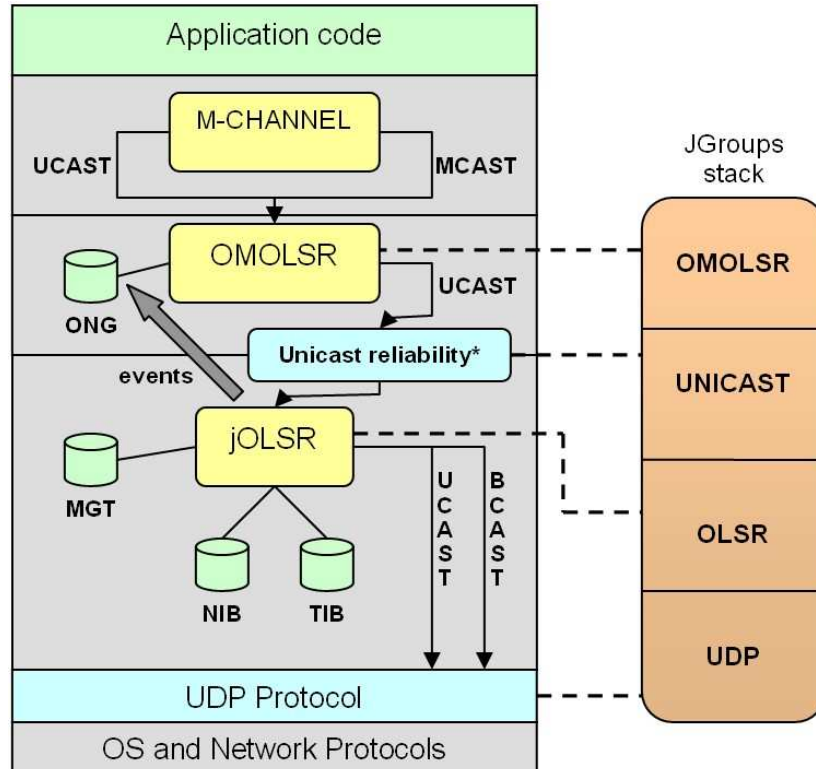 Application code
M-CHANNEL
UCAST
MCAST
JGroups
stack
OMOLSR
OMOLSR
UCAST
ONG
Unicast reliability*
events
UNICAST
jOLSR
MGT
UCAST
BCAST
OLSR
NIB
TIB
UDP
UDP Protocol
OS and Network Protocols